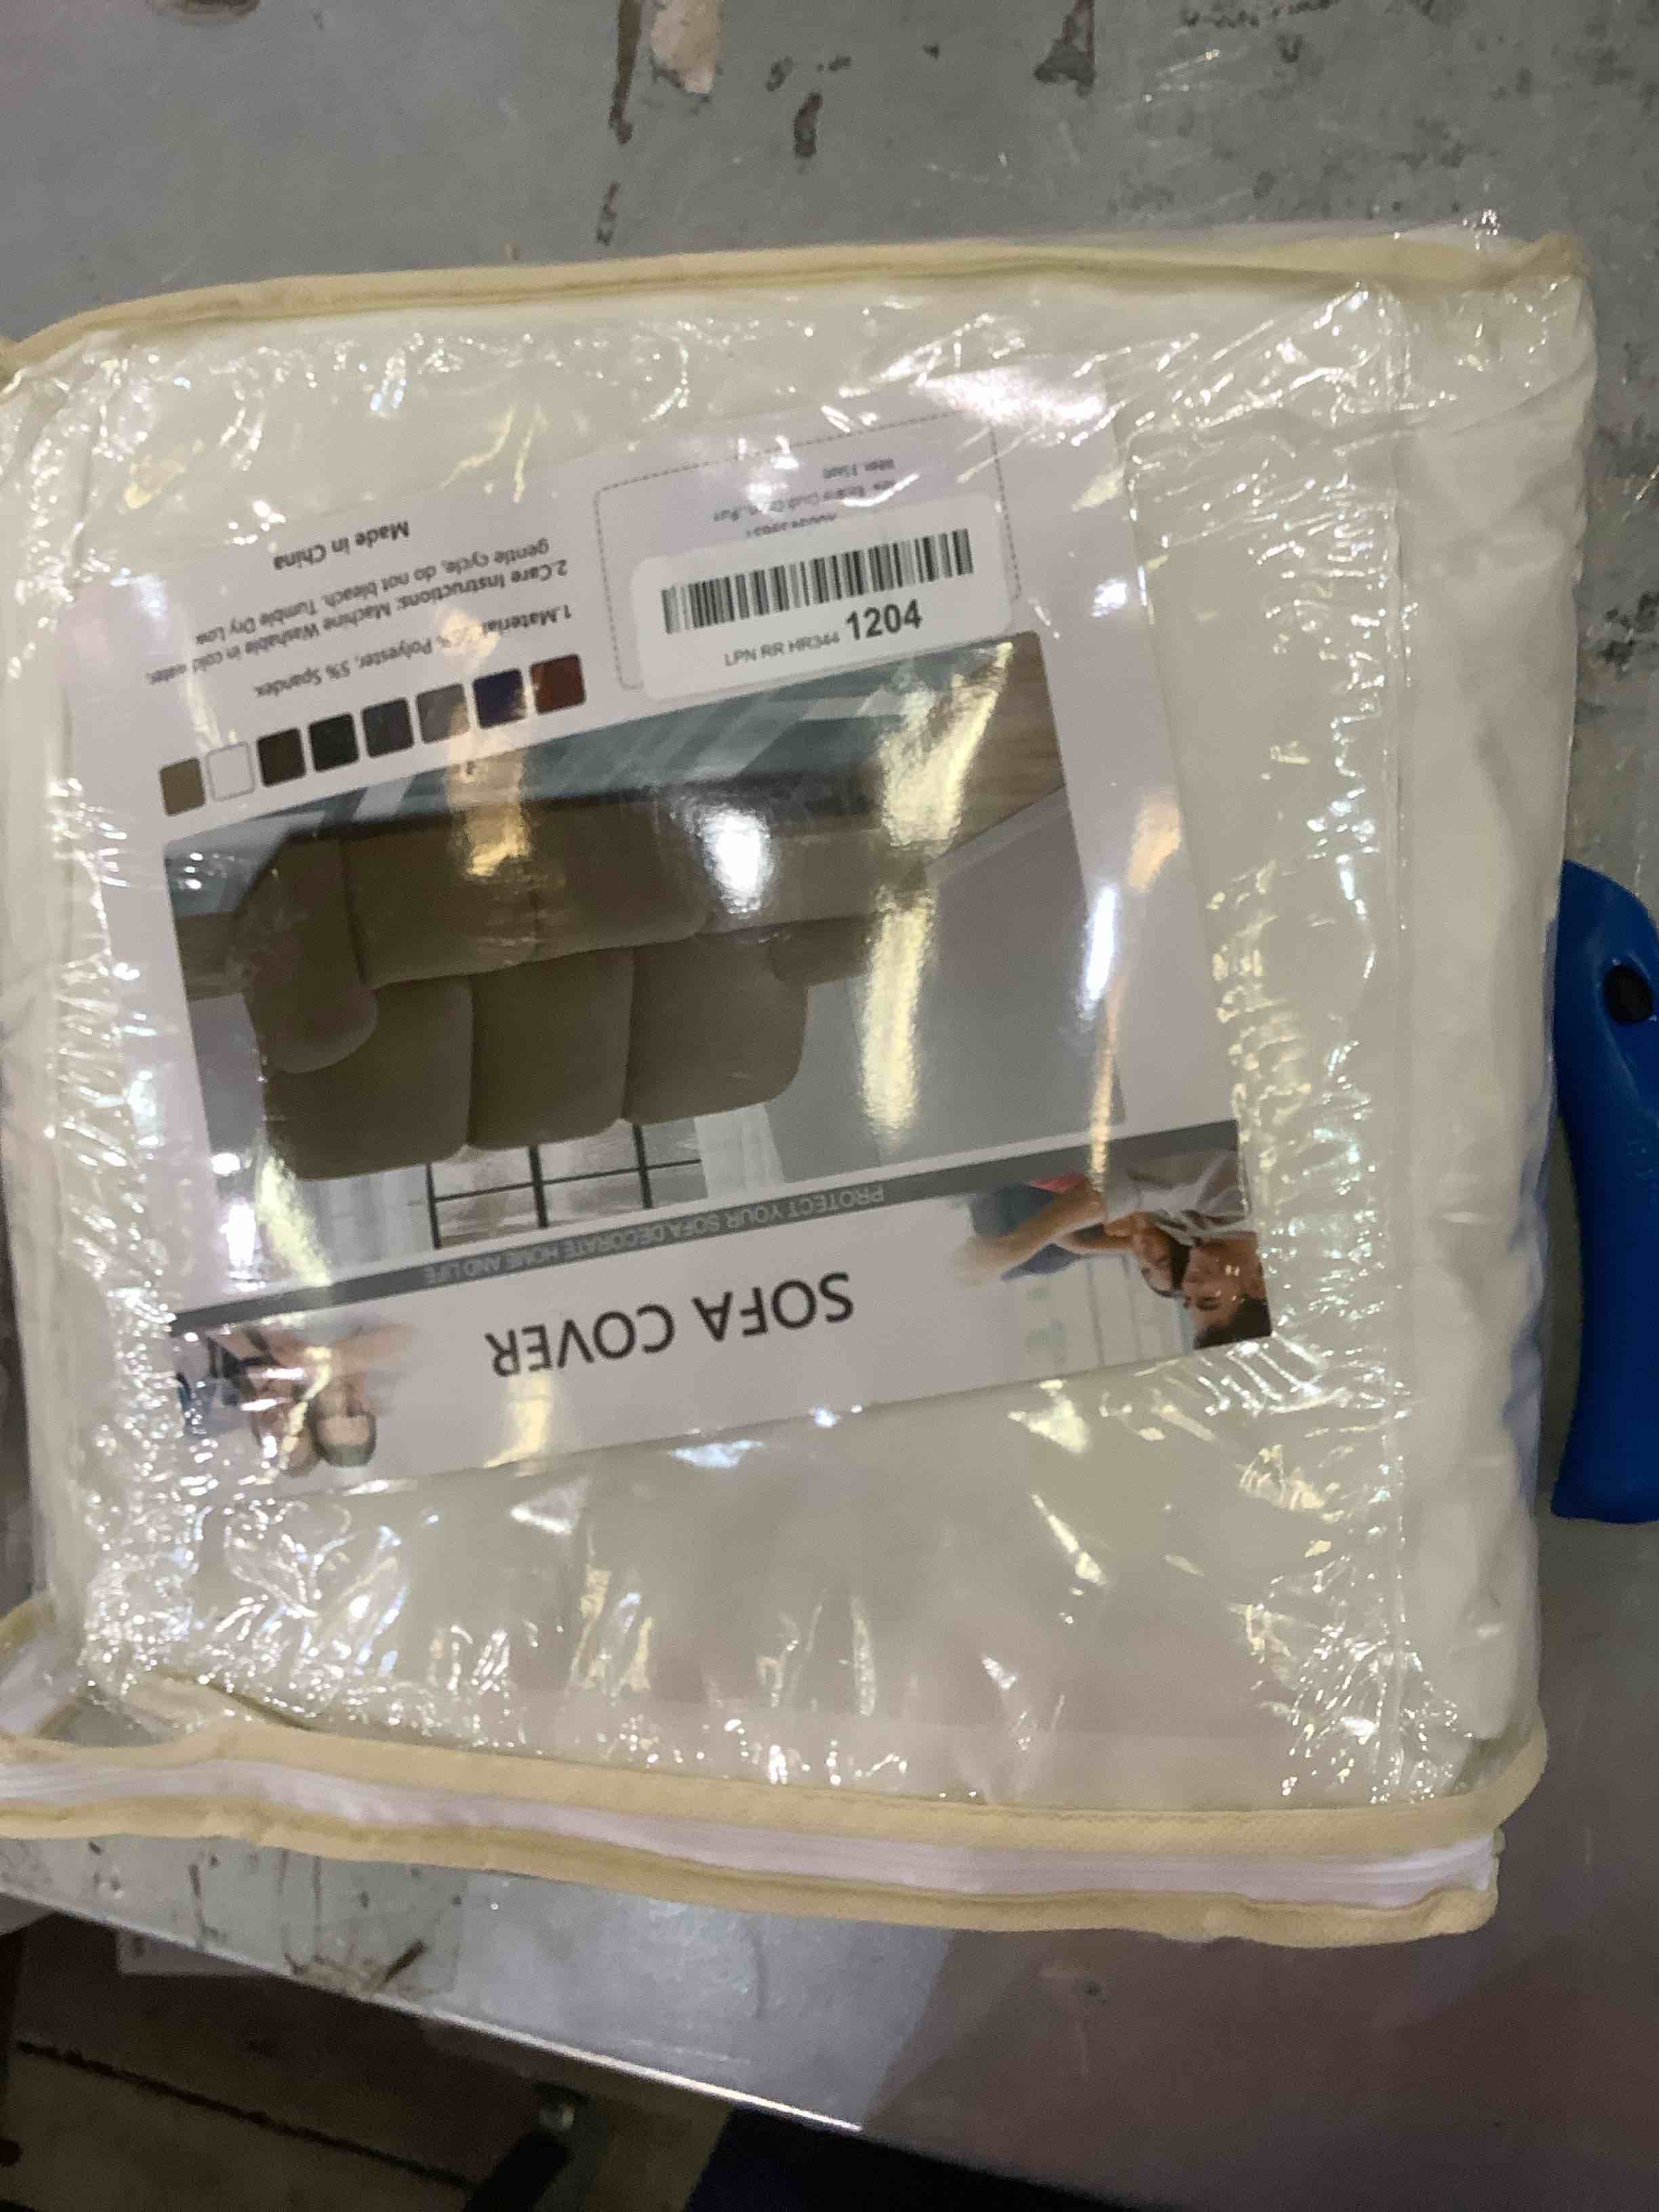 SOFA COVER
PROTECT YOUR SOFA,DECORATE HOME AND LIFE
1.Material: Polyester, 5% Spandex.
2.Care Instructions: Machine Washable in cold water,
gentle cycle, do not bleach, Tumble Dry Low
Made in China
LPN RR HR344 1204